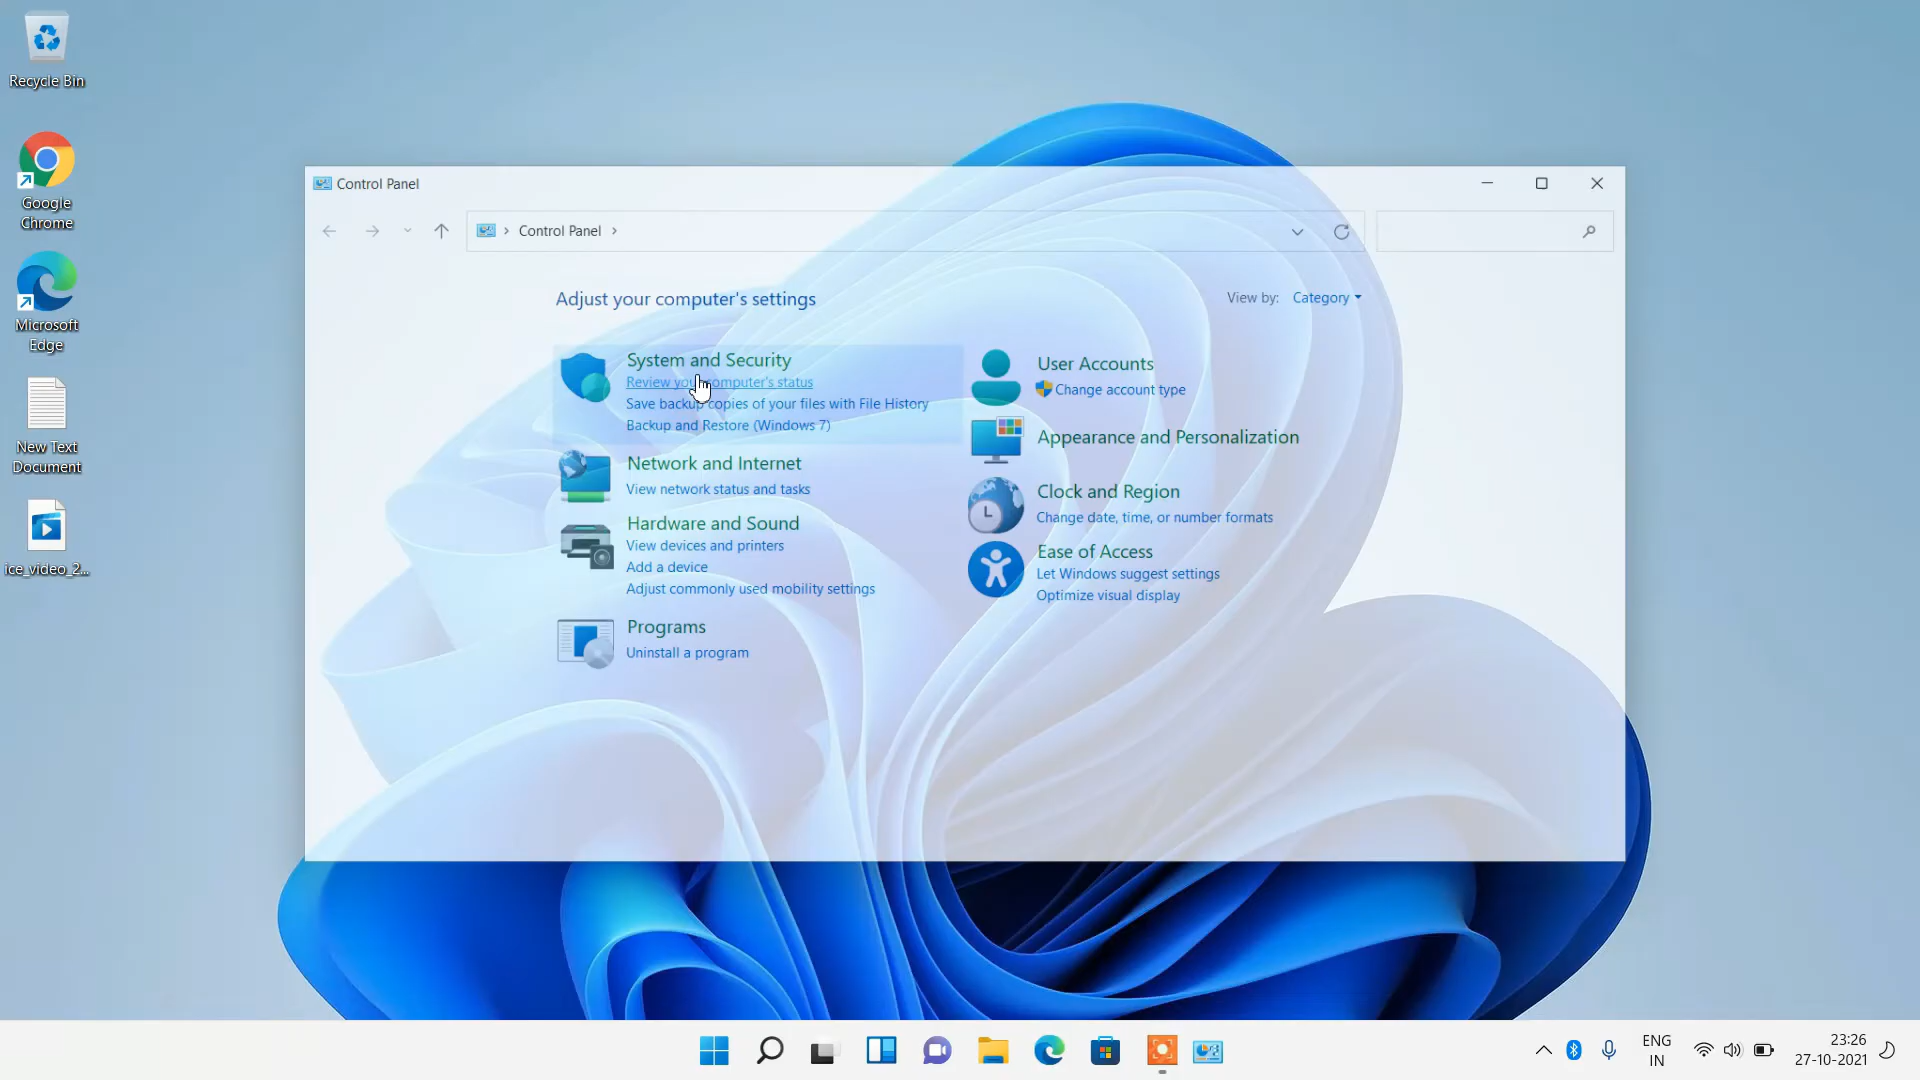 Recycle Bin
Google
Chrome
Microsoft
Edge
New Text
Document
ice_video_2...
Control Panel
Control Panel
Adjust your computer's settings
View by: Category
System and Security
Review your computer's status
Save backup copies of your files with File History
Backup and Restore (Windows 7)
Network and Internet
View network status and tasks
Hardware and Sound
View devices and printers
Add a device
Adjust commonly used mobility settings
Programs
Uninstall a program
User Accounts
Change account type
Appearance and Personalization
Clock and Region
Change date, time, or number formats
Ease of Access
Let Windows suggest settings
Optimize visual display
ENG
IN
23:26
27-10-2021